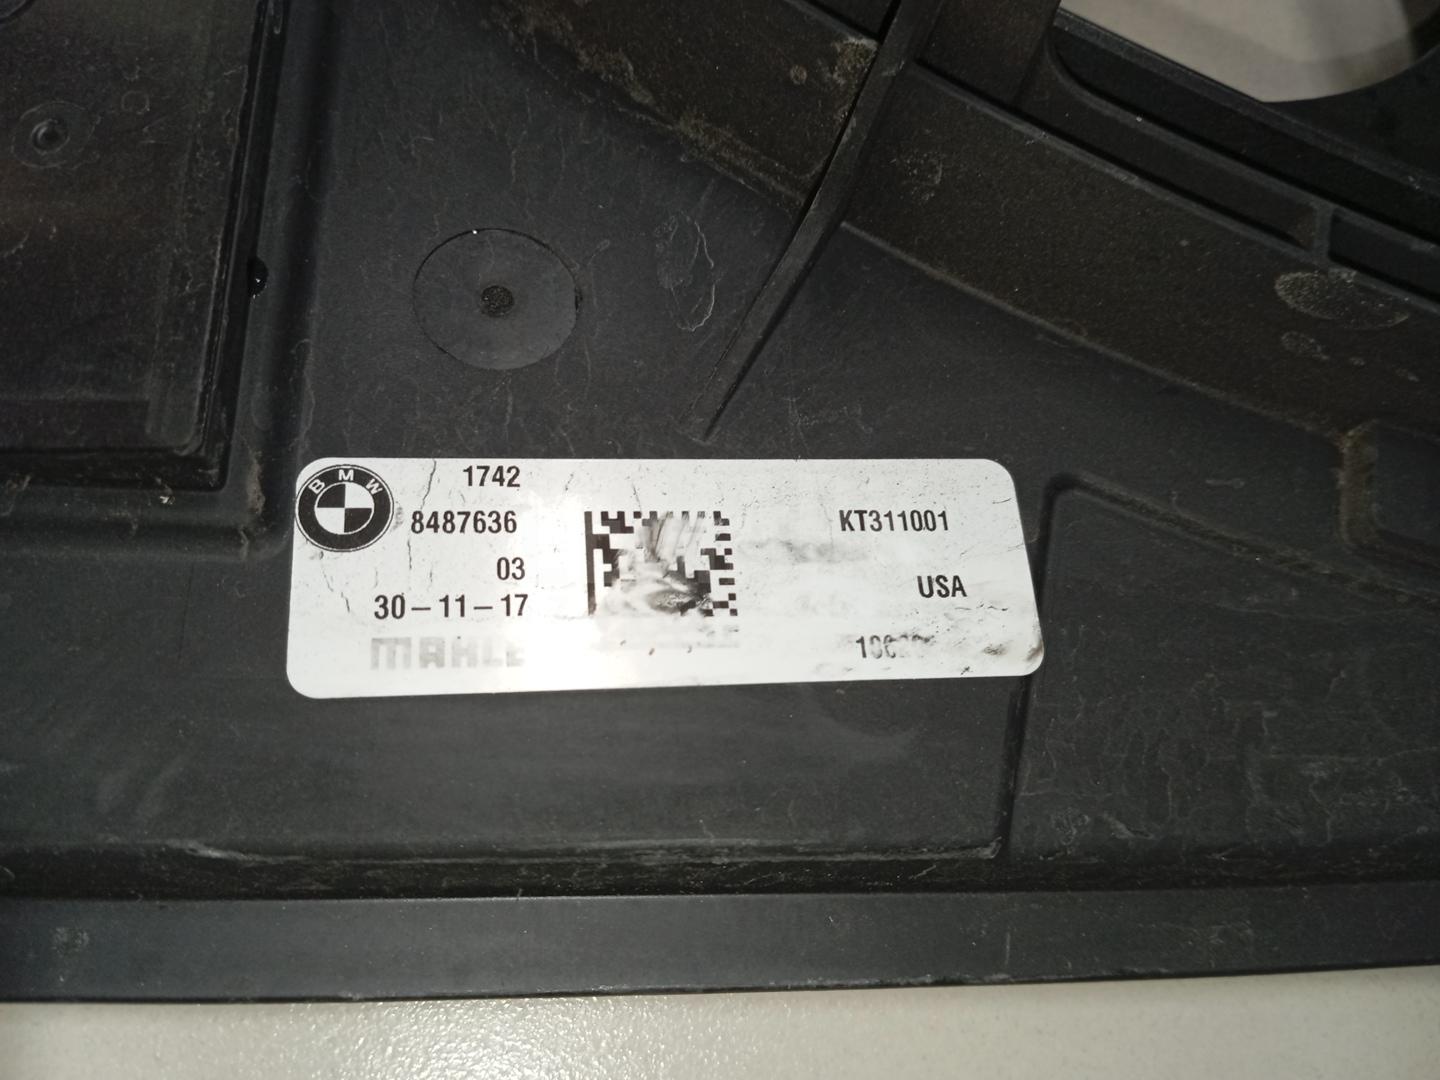 BMW
1742
8487636
03
30-11-17
MAHLE
KT311001
USA